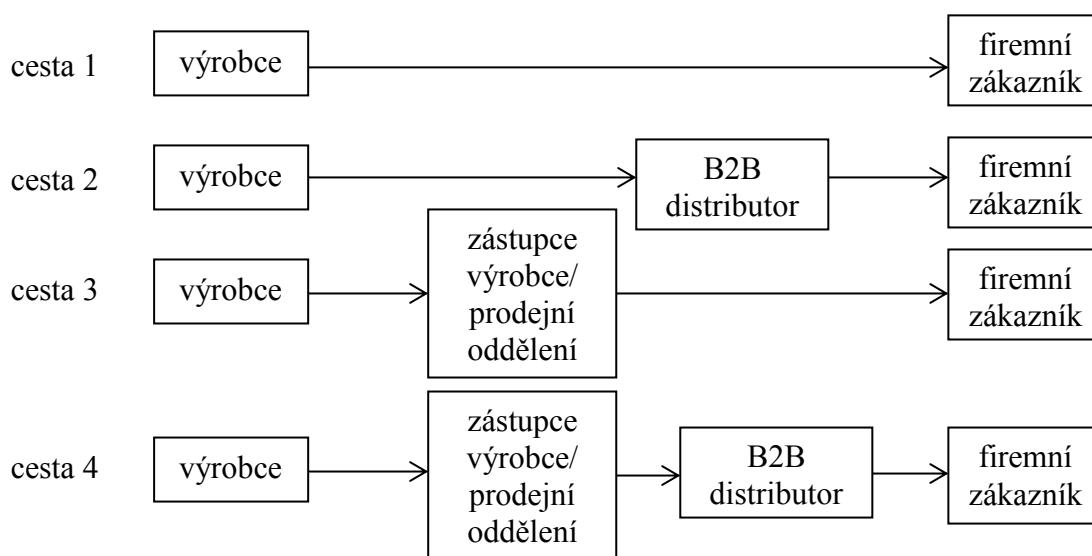 cesta 1
výrobce
firemní
zákazník
cesta 2
výrobce
B2B
distributor
firemní
zákazník
cesta 3
výrobce
zástupce
výrobce/
prodejní
oddělení
firemní
zákazník
cesta 4
výrobce
zástupce
výrobce/
prodejní
oddělení
B2B
distributor
firemní
zákazník